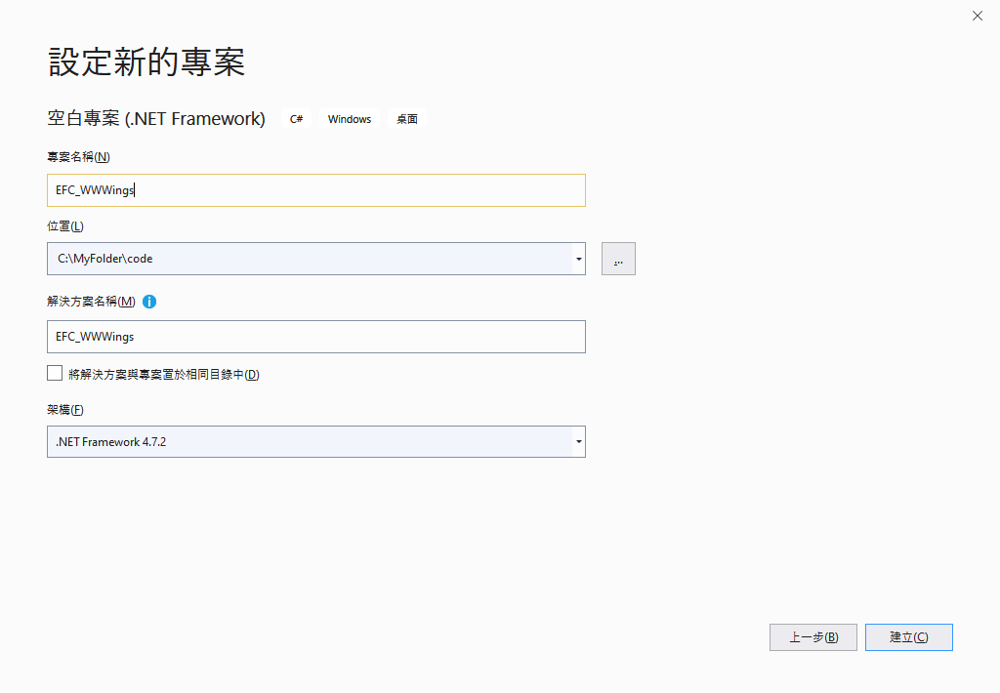 設定新的專案
空白專案 (.NET Framework) C# Windows 桌面
專案名稱(N)
EFC_WWWings
位置(L)
C:\MyFolder\code
...
解決方案名稱(M)
EFC_WWWings
將解決方案與專案置於相同目錄中(D)
架構(F)
.NET Framework 4.7.2
上一步(B) 建立(C)